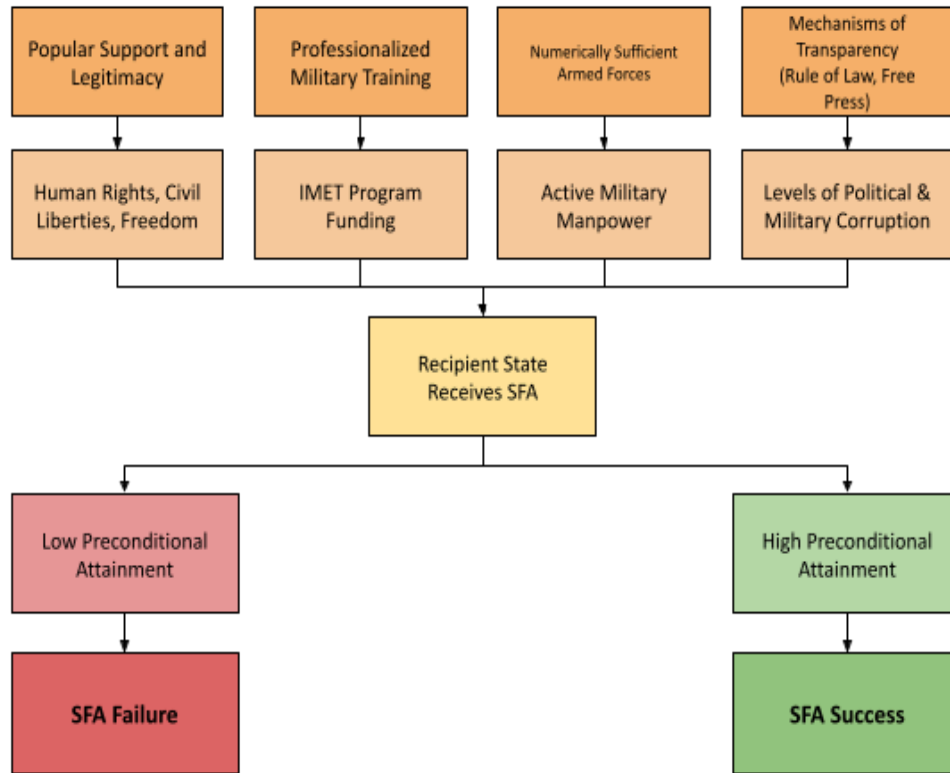 Popular Support and
Legitimacy
Professionalized
Military Training
Numerically Sufficient
Armed Forces
Mechanisms of
Transparency
(Rule of Law, Free
Press)
Human Rights, Civil
Liberties, Freedom
IMET Program
Funding
Active Military
Manpower
Levels of Political &
Military Corruption
Recipient State
Receives SFA
Low Preconditional
Attainment
High Preconditional
Attainment
SFA Failure
SFA Success